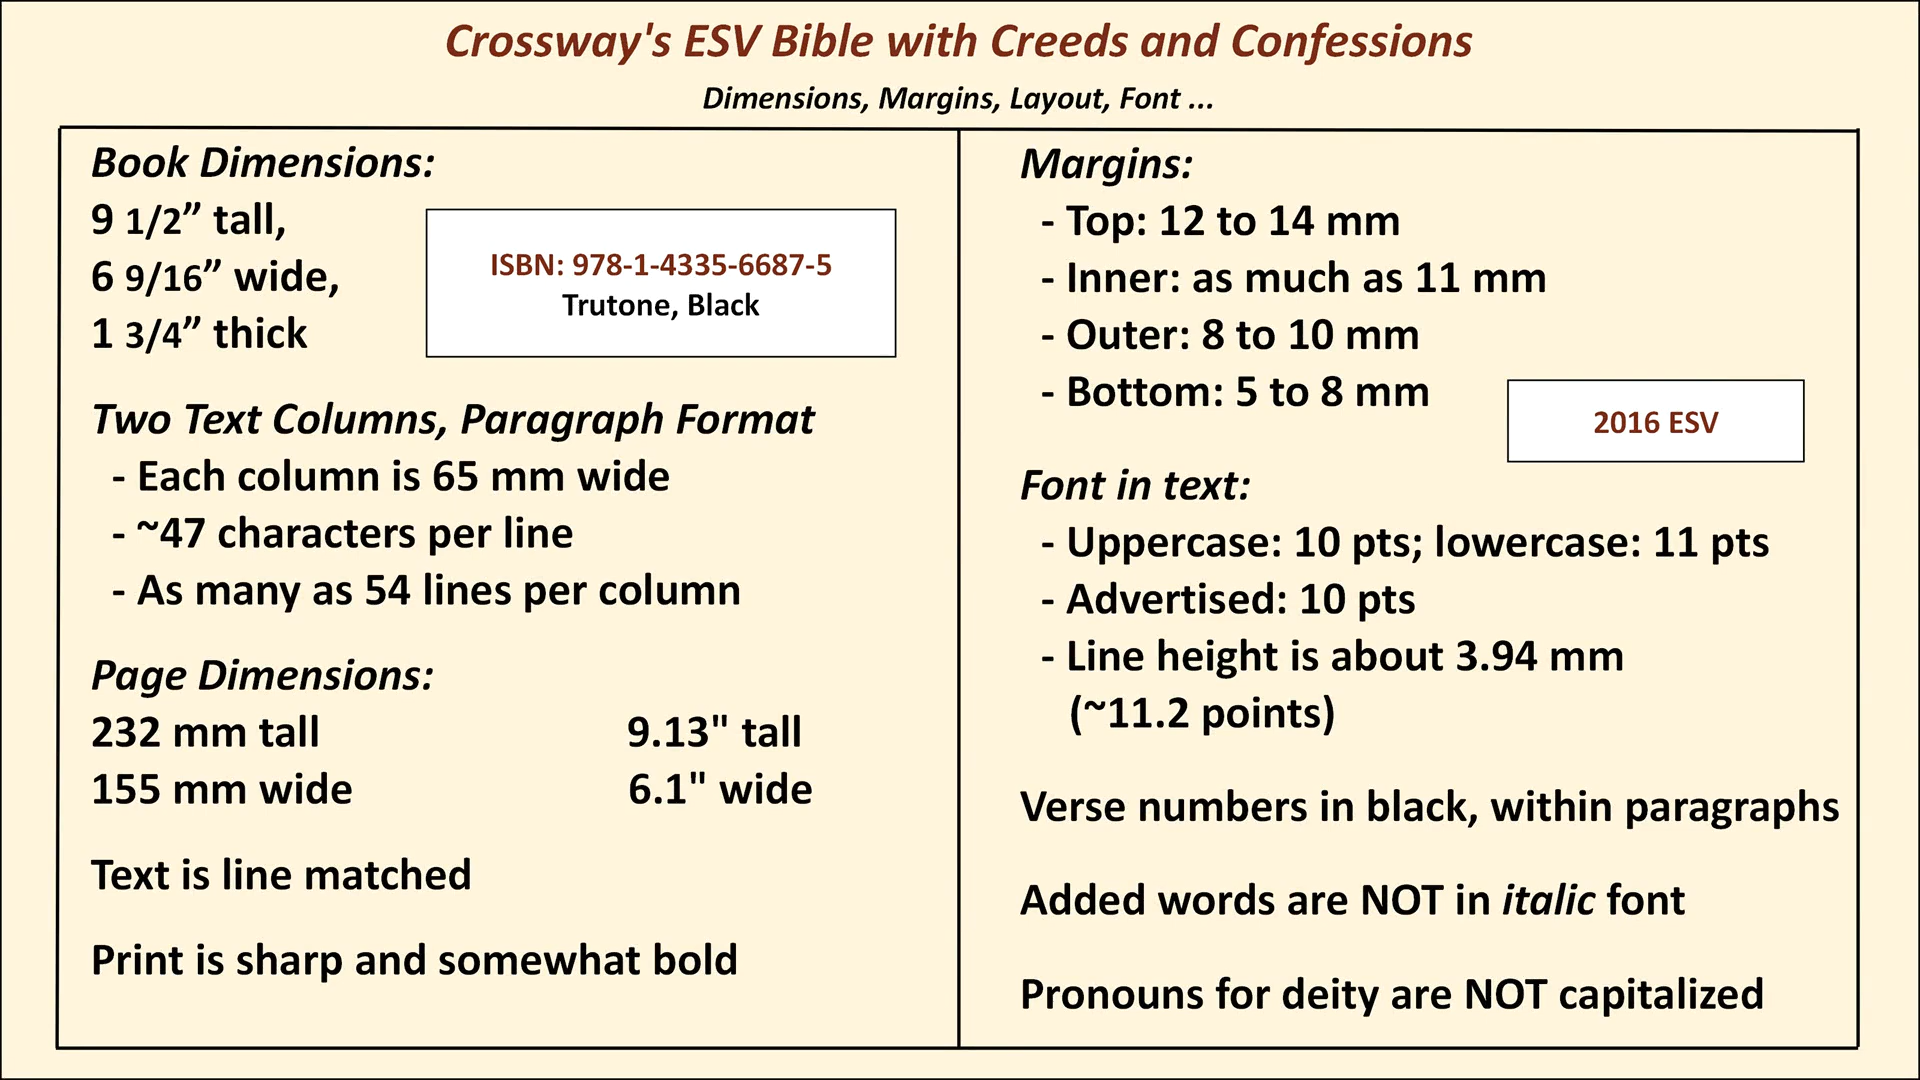 Crossway's ESV Bible with Creeds and Confessions
Dimensions, Margins, Layout, Font ...
Book Dimensions:
9 1/2” tall,
6 9/16” wide,
1 3/4” thick
ISBN: 978-1-4335-6687-5
Trutone, Black
Two Text Columns, Paragraph Format
- Each column is 65 mm wide
- ~47 characters per line
- As many as 54 lines per column
Page Dimensions:
232 mm tall 9.13" tall
155 mm wide 6.1" wide
Text is line matched
Print is sharp and somewhat bold
Margins:
- Top: 12 to 14 mm
- Inner: as much as 11 mm
- Outer: 8 to 10 mm
- Bottom: 5 to 8 mm
2016 ESV
Font in text:
- Uppercase: 10 pts; lowercase: 11 pts
- Advertised: 10 pts
- Line height is about 3.94 mm
(~11.2 points)
Verse numbers in black, within paragraphs
Added words are NOT in italic font
Pronouns for deity are NOT capitalized